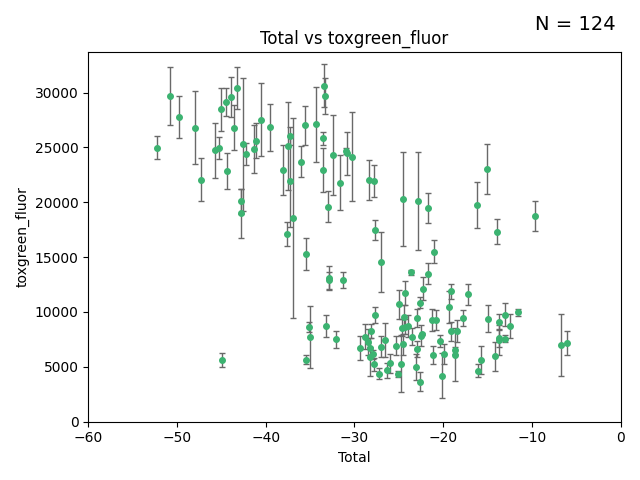 N = 124
Total vs toxgreen_fluor
toxgreen_fluor
30000
25000
20000
15000
10000
5000
0
−60 −50 −40 −30 −20 −10 0
Total